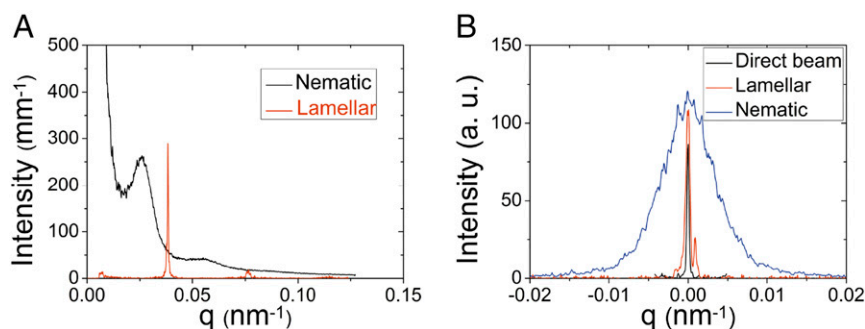 A
Intensity (mm⁻¹)
500
400
300
200
100
0
Nematic
Lamellar
0.00 0.05 0.10 0.15
q (nm⁻¹)
B
Intensity (a. u.)
150
100
50
0
Direct beam
Lamellar
Nematic
-0.02 -0.01 0.00 0.01 0.02
q (nm⁻¹)